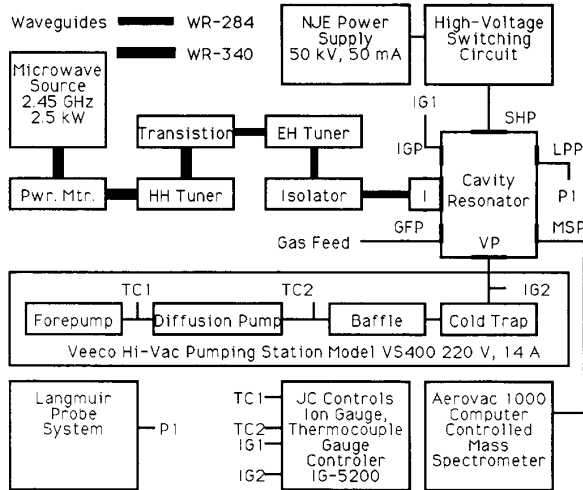 Waveguides
WR-284
WR-340
Microwave
Source
2.45 GHz
2.5 kW
NJE Power
Supply
50 kV, 50 mA
High-Voltage
Switching
Circuit
IG1
SHP
Transistion
EH Tuner
IGP
LPP
Cavity
Resonator
Pwr. Mtr.
HH Tuner
Isolator
I
P1
GFP
MSP
Gas Feed
VP
TC1
TC2
IG2
Forepump
Diffusion Pump
Baffle
Cold Trap
Veeco Hi-Vac Pumping Station Model VS400 220 V, 14 A
Langmuir
Probe
System
P1
TC1
TC2
IG1
IG2
JC Controls
Ion Gauge,
Thermocouple
Gauge
Controler
IG-5200
Aerovac 1000
Computer
Controlled
Mass
Spectrometer